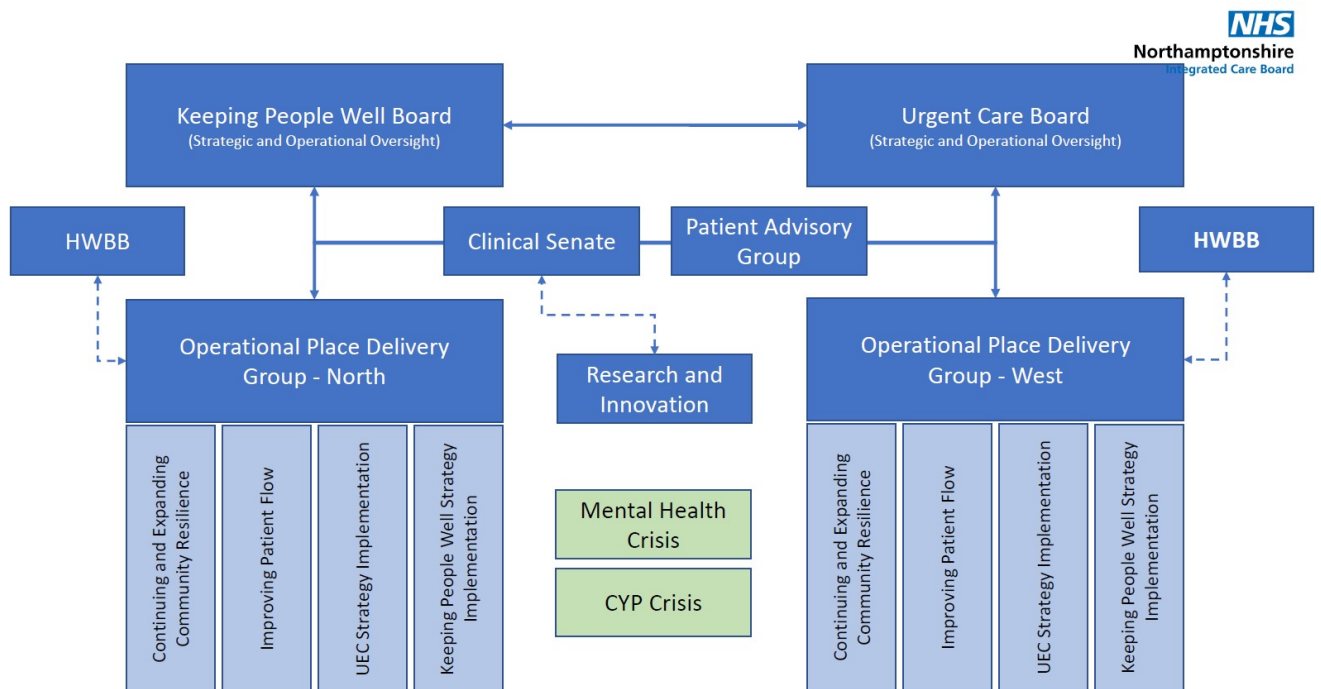 NHS
Northamptonshire
Integrated Care Board
Keeping People Well Board
(Strategic and Operational Oversight)
Urgent Care Board
(Strategic and Operational Oversight)
HWBB
Clinical Senate
Patient Advisory
Group
HWBB
Operational Place Delivery
Group - North
Research and
Innovation
Operational Place Delivery
Group - West
Continuing and Expanding
Community Resilience
Improving Patient Flow
UEC Strategy Implementation
Keeping People Well Strategy
Implementation
Mental Health
Crisis
CYP Crisis
Continuing and Expanding
Community Resilience
Improving Patient Flow
UEC Strategy Implementation
Keeping People Well Strategy
Implementation